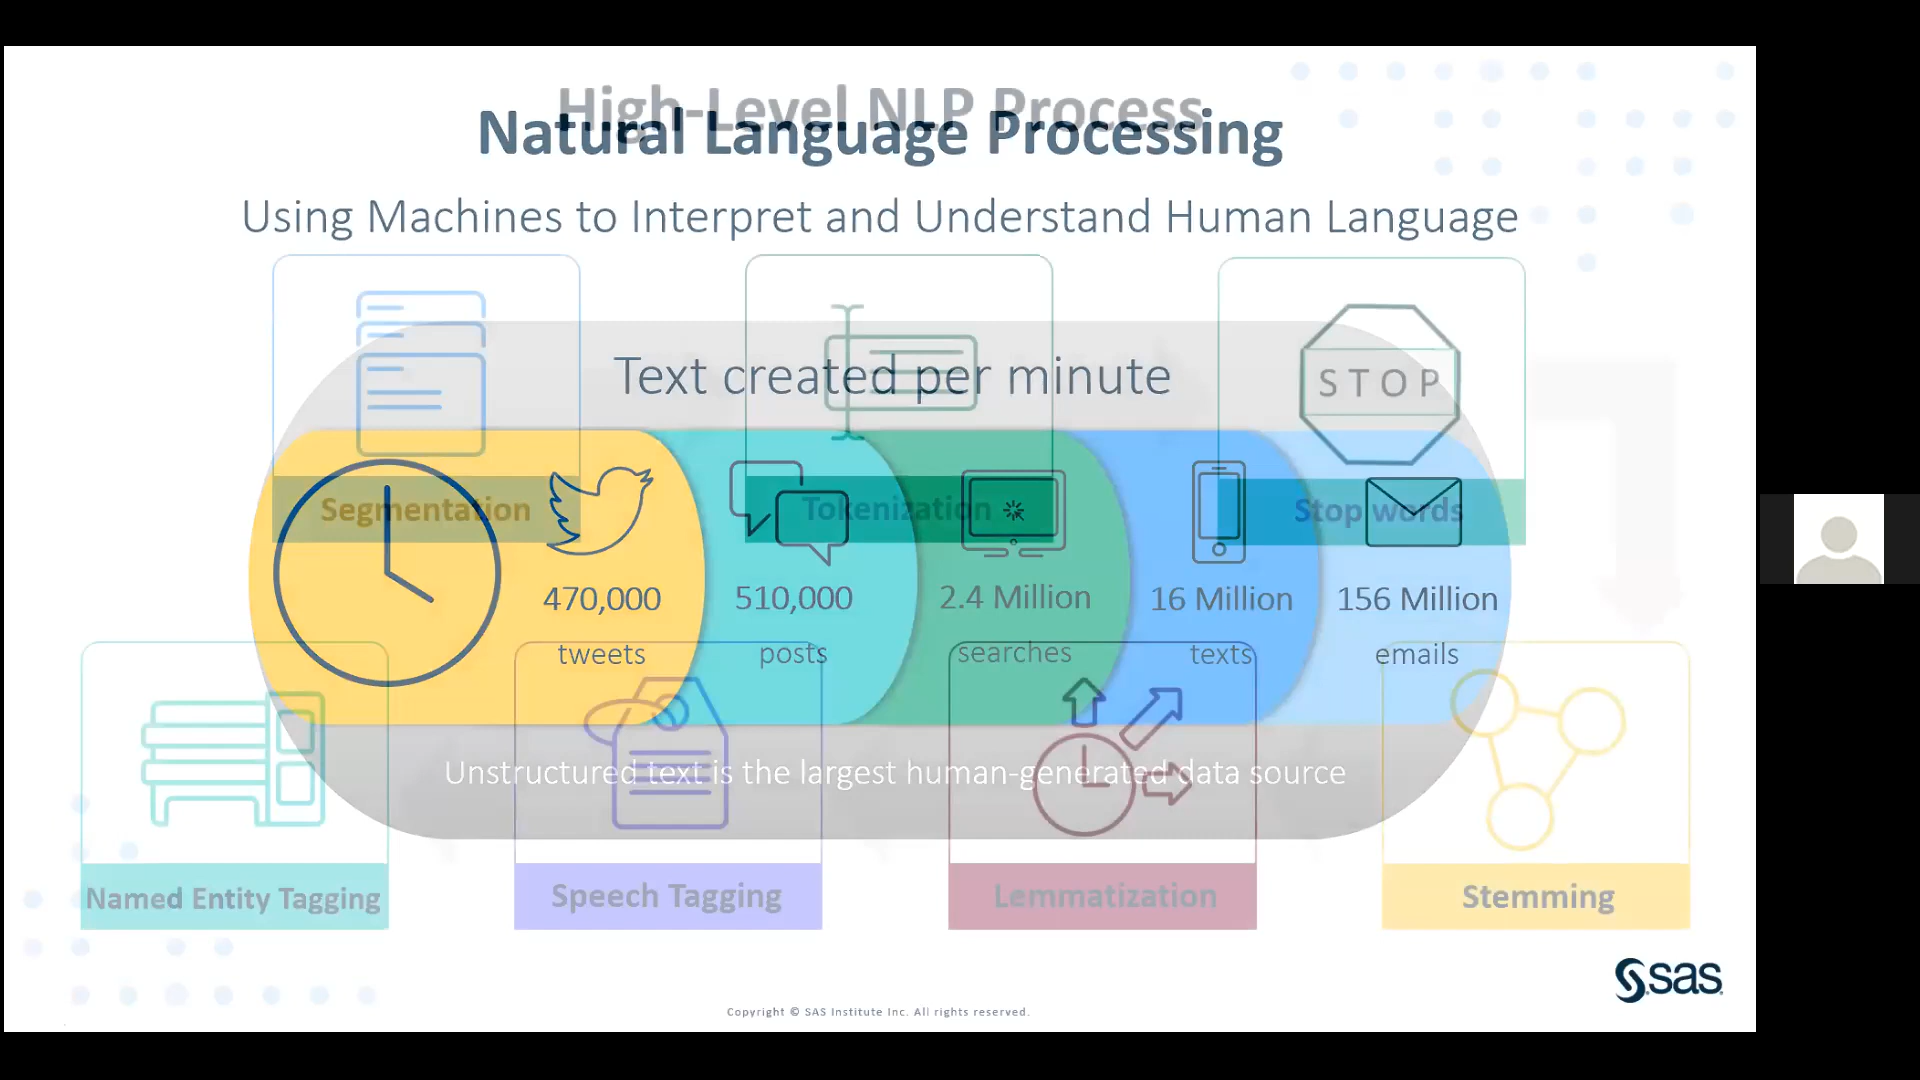 High-Level NLP Process
Natural Language Processing
Using Machines to Interpret and Understand Human Language
Text created per minute
STOP
Segmentation
Tokenization
Stop words
470,000
510,000
2.4 Million
16 Million
156 Million
tweets
posts
searches
texts
emails
Unstructured text is the largest human-generated data source
Named Entity Tagging
Speech Tagging
Lemmatization
Stemming
sas
Copyright © SAS Institute Inc. All rights reserved.